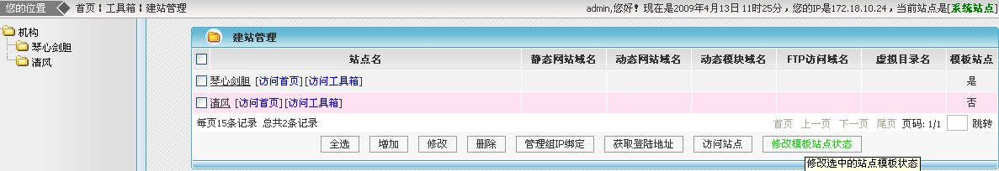 您的位置 首页┇工具箱┇建站管理 admin,您好！现在是2009年4月13日 11时25分，您的IP是172.18.10.24，当前站点是[系统站点]
机构
琴心剑胆
清风
建站管理
站点名 静态网站域名 动态网站域名 动态模块域名 FTP访问域名 虚拟目录名 模板站点
琴心剑胆 [访问首页][访问工具箱] 是
清风 [访问首页][访问工具箱] 否
每页15条记录 总共2条记录 首页 上一页 下一页 尾页 页码: 1/1 跳转
全选 增加 修改 删除 管理组IP绑定 获取登陆地址 访问站点 修改模板站点状态
修改选中的站点模板状态